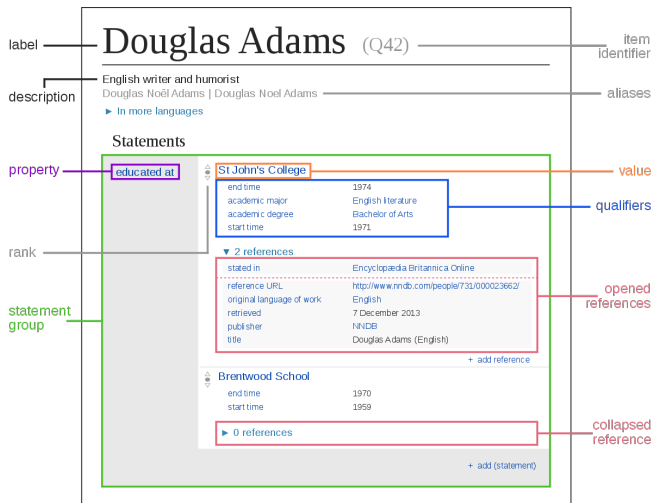 label
Douglas Adams (Q42)
item
identifier
description
English writer and humorist
Douglas Noël Adams | Douglas Noel Adams
aliases
► In more languages
Statements
property
educated at
St John's College
value
end time 1974
academic major English literature
academic degree Bachelor of Arts
start time 1971
qualifiers
rank
▼ 2 references
stated in Encyclopædia Britannica Online
reference URL http://www.nndb.com/people/731/000023662/
original language of work English
retrieved 7 December 2013
publisher NNDB
title Douglas Adams (English)
opened
references
statement
group
+ add reference
Brentwood School
end time 1970
start time 1959
► 0 references
collapsed
reference
+ add (statement)